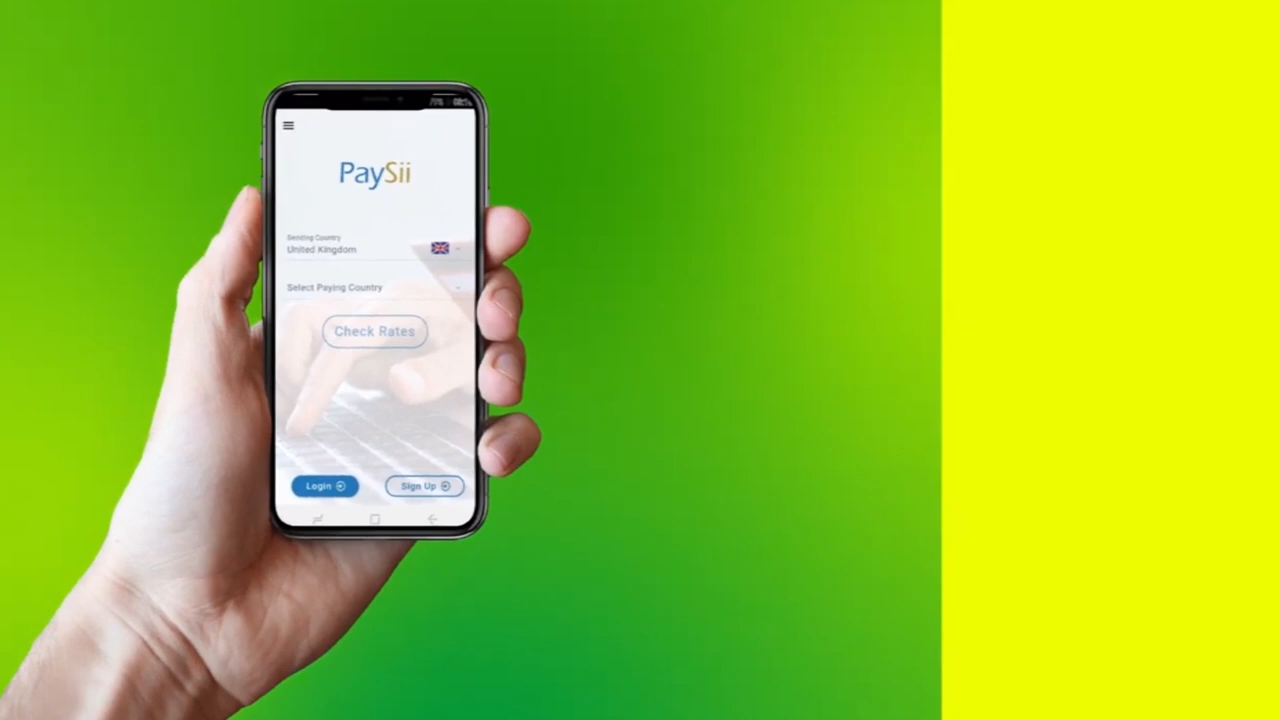 PaySii
Sending Country
United Kingdom
Select Paying Country
Check Rates
Login
Sign Up